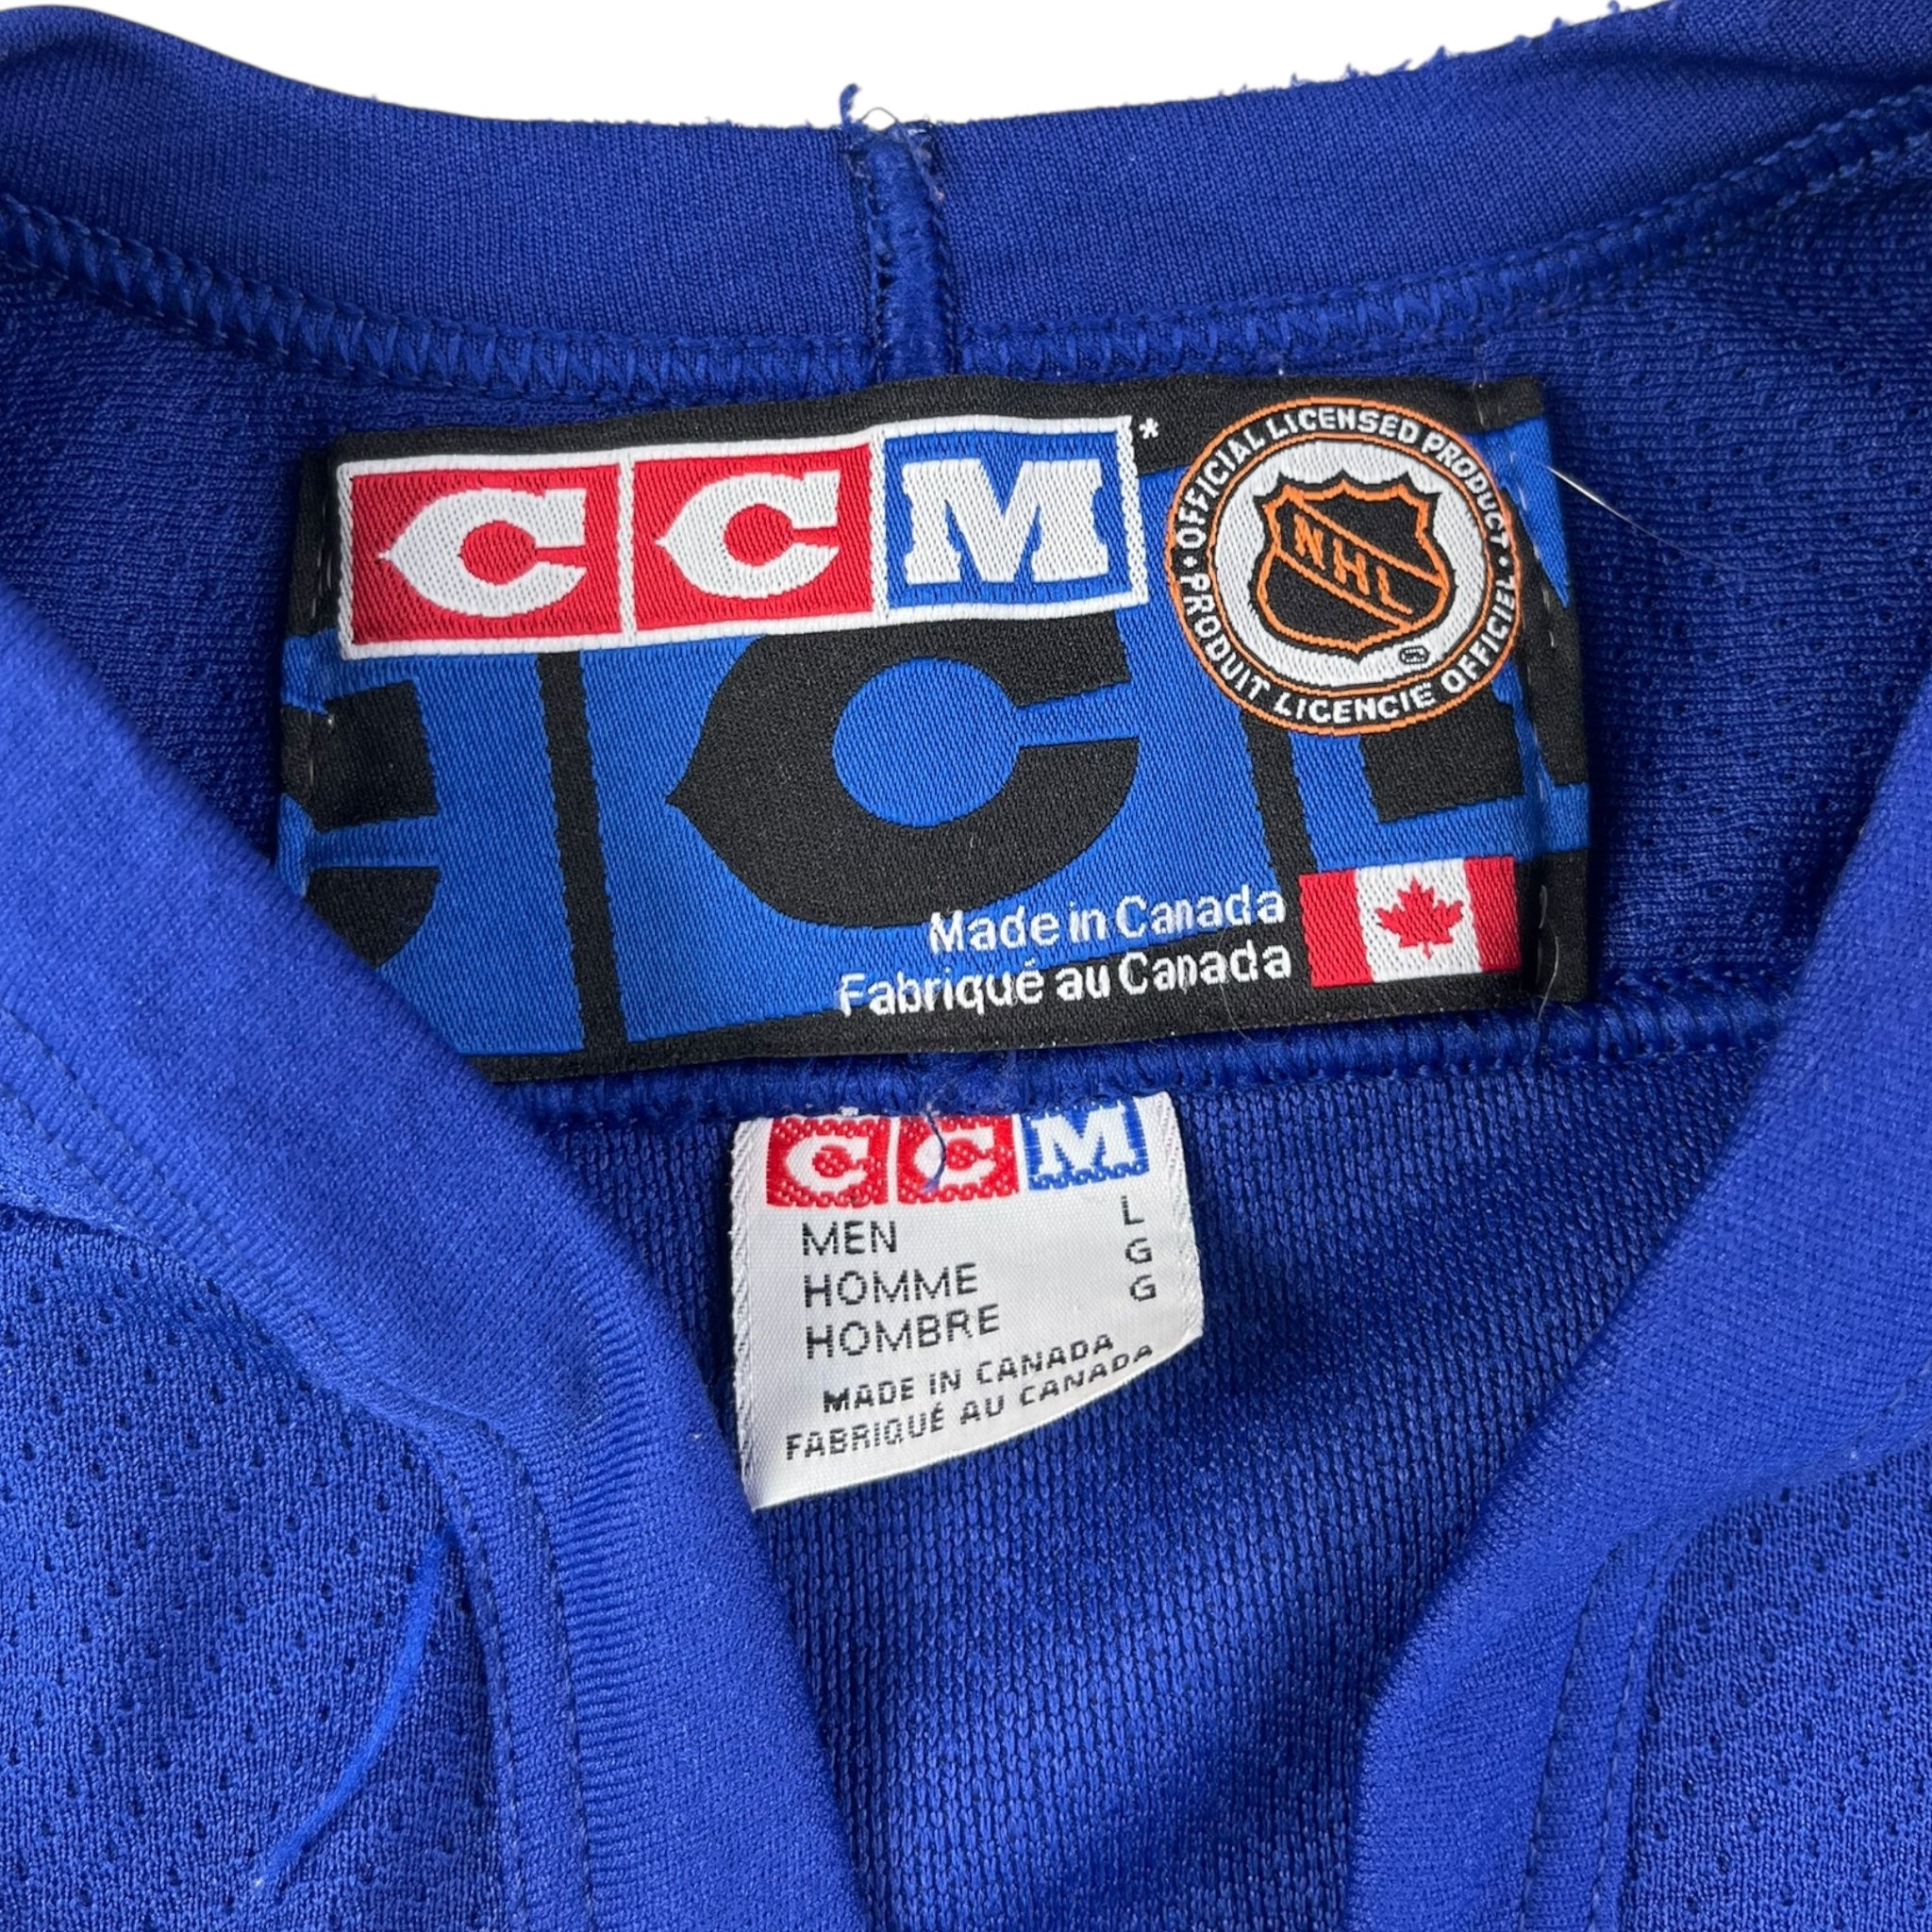 CCM*
OFFICIAL LICENSED PRODUCT
NHL
PRODUIT LICENCIE OFFICIEL
Made in Canada
Fabriqué au Canada
CCM
MEN L
HOMME G
HOMBRE G
MADE IN CANADA
FABRIQUÉ AU CANADA